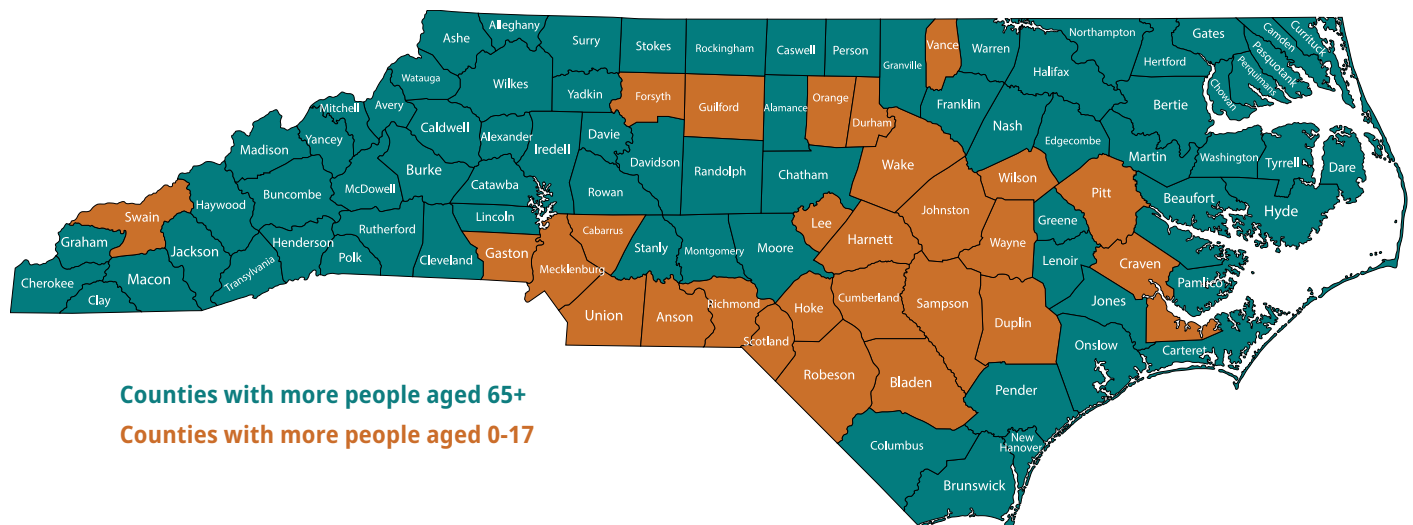 Alleghany
Ashe
Surry
Stokes
Rockingham
Caswell
Person
Granville
Vance
Warren
Northampton
Gates
Currituck
Camden
Pasquotank
Perquimans
Chowan
Hertford
Halifax
Bertie
Watauga
Wilkes
Yadkin
Forsyth
Guilford
Alamance
Orange
Durham
Franklin
Nash
Edgecombe
Martin
Washington
Tyrrell
Dare
Mitchell
Avery
Yancey
Caldwell
Alexander
Iredell
Davie
Davidson
Randolph
Chatham
Wake
Wilson
Pitt
Beaufort
Hyde
Madison
Buncombe
McDowell
Burke
Catawba
Rowan
Lincoln
Swain
Haywood
Graham
Jackson
Henderson
Rutherford
Polk
Cleveland
Gaston
Cabarrus
Mecklenburg
Stanly
Montgomery
Moore
Lee
Harnett
Johnston
Wayne
Greene
Lenoir
Craven
Pamlico
Cherokee
Clay
Macon
Transylvania
Union
Anson
Richmond
Scotland
Hoke
Cumberland
Sampson
Duplin
Jones
Onslow
Carteret
Robeson
Bladen
Pender
Columbus
New
Hanover
Brunswick
Counties with more people aged 65+
Counties with more people aged 0-17